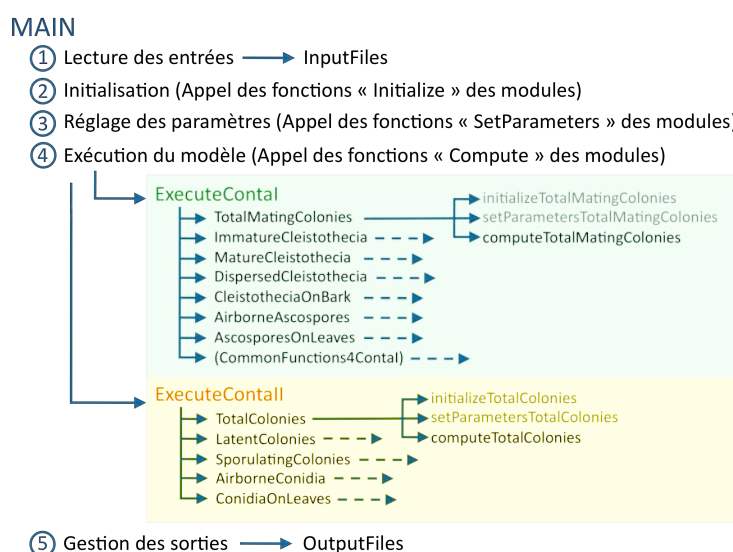 MAIN
1 Lecture des entrées InputFiles
2 Initialisation (Appel des fonctions « Initialize » des modules)
3 Réglage des paramètres (Appel des fonctions « SetParameters » des modules)
4 Exécution du modèle (Appel des fonctions « Compute » des modules)
ExecuteContaI
TotalMatingColonies
initializeTotalMatingColonies
setParametersTotalMatingColonies
computeTotalMatingColonies
ImmatureCleistothecia
MatureCleistothecia
DispersedCleistothecia
CleistotheciaOnBark
AirborneAscospores
AscosporesOnLeaves
(CommonFunctions4ContaI)
ExecuteContaII
TotalColonies
initializeTotalColonies
setParametersTotalColonies
computeTotalColonies
LatentColonies
SporulatingColonies
AirborneConidia
ConidiaOnLeaves
5 Gestion des sorties OutputFiles